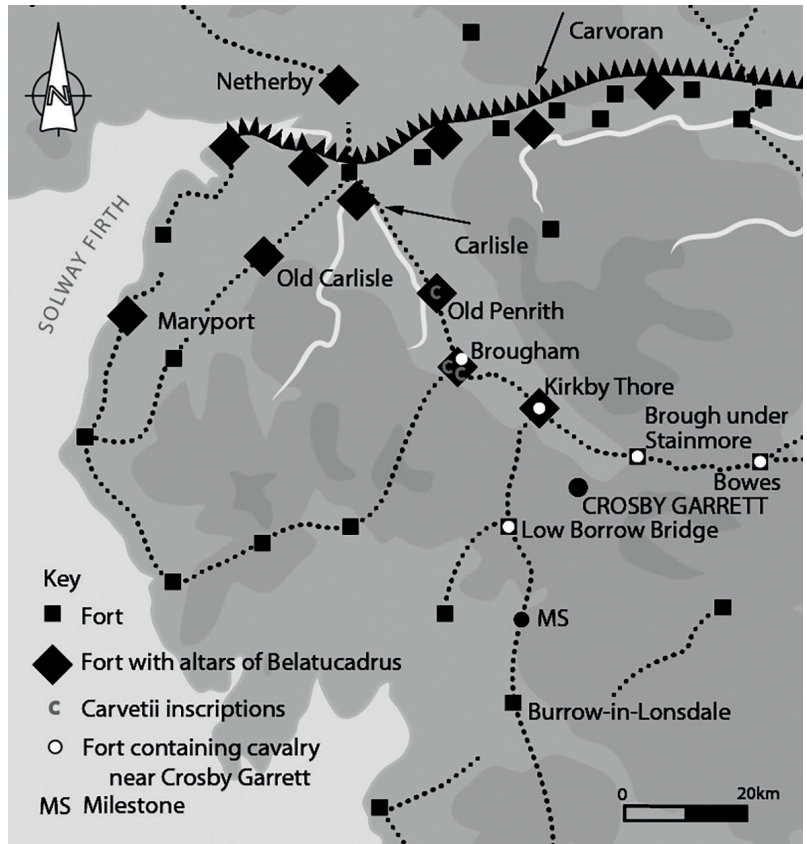 N
Carvoran
Netherby
SOLWAY FIRTH
Carlisle
Old Carlisle
c
Old Penrith
Maryport
Brougham
c
c
Kirkby Thore
Brough under
Stainmore
Bowes
CROSBY GARRETT
Low Borrow Bridge
MS
Burrow-in-Lonsdale
Key
Fort
Fort with altars of Belatucadrus
c Carvetii inscriptions
Fort containing cavalry
near Crosby Garrett
MS Milestone
0 20km